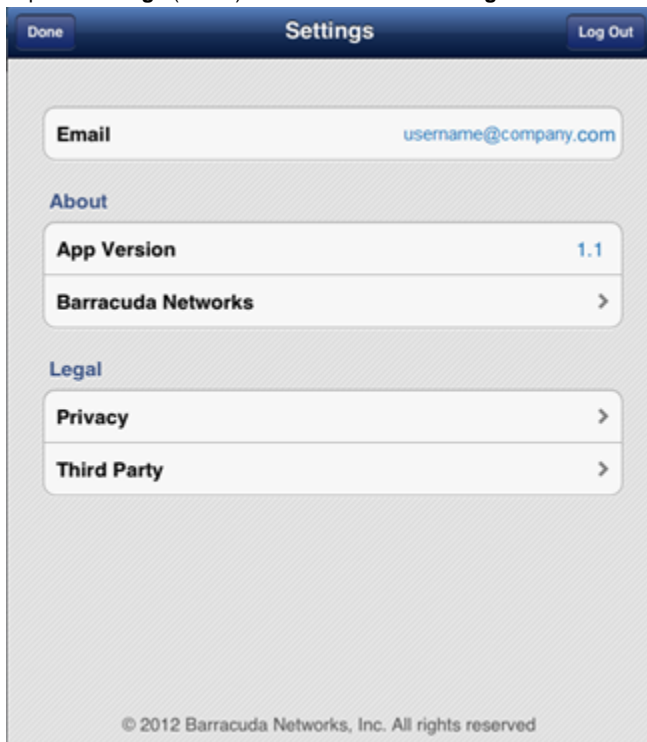 Done Settings Log Out
Email username@company.com
About
App Version 1.1
Barracuda Networks
Legal
Privacy
Third Party
© 2012 Barracuda Networks, Inc. All rights reserved